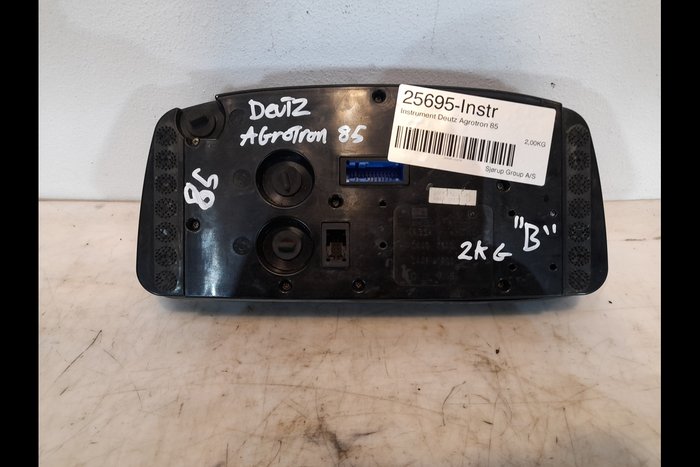 DeutZ
AGroTron 85
85
25695-Instr
Instrument Deutz Agrotron 85
2,00KG
Sjørup Group A/S
2KG
"B"